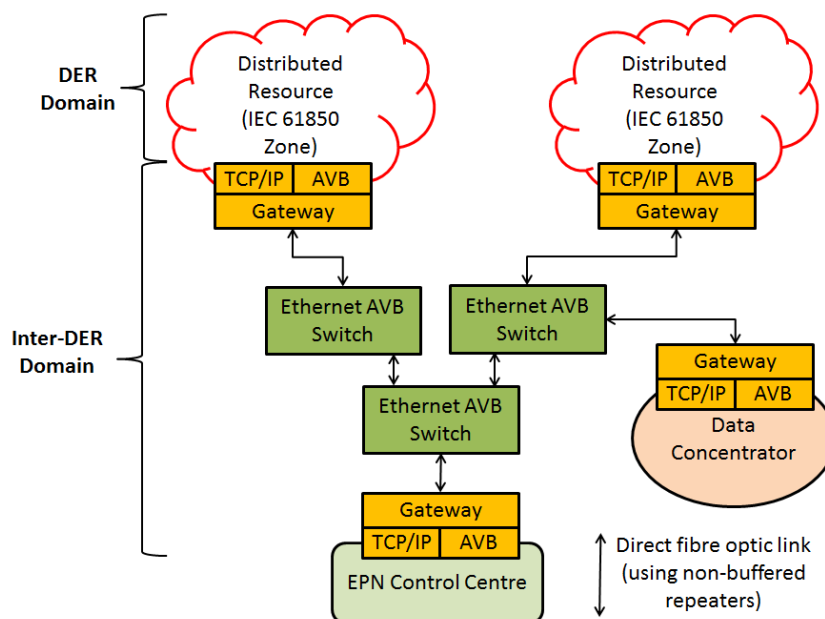 DER
Domain
Distributed
Resource
(IEC 61850
Zone)
Distributed
Resource
(IEC 61850
Zone)
TCP/IP AVB
Gateway
TCP/IP AVB
Gateway
Inter-DER
Domain
Ethernet AVB
Switch
Ethernet AVB
Switch
Ethernet AVB
Switch
Gateway
TCP/IP AVB
Data
Concentrator
Gateway
TCP/IP AVB
EPN Control Centre
Direct fibre optic link
(using non-buffered
repeaters)